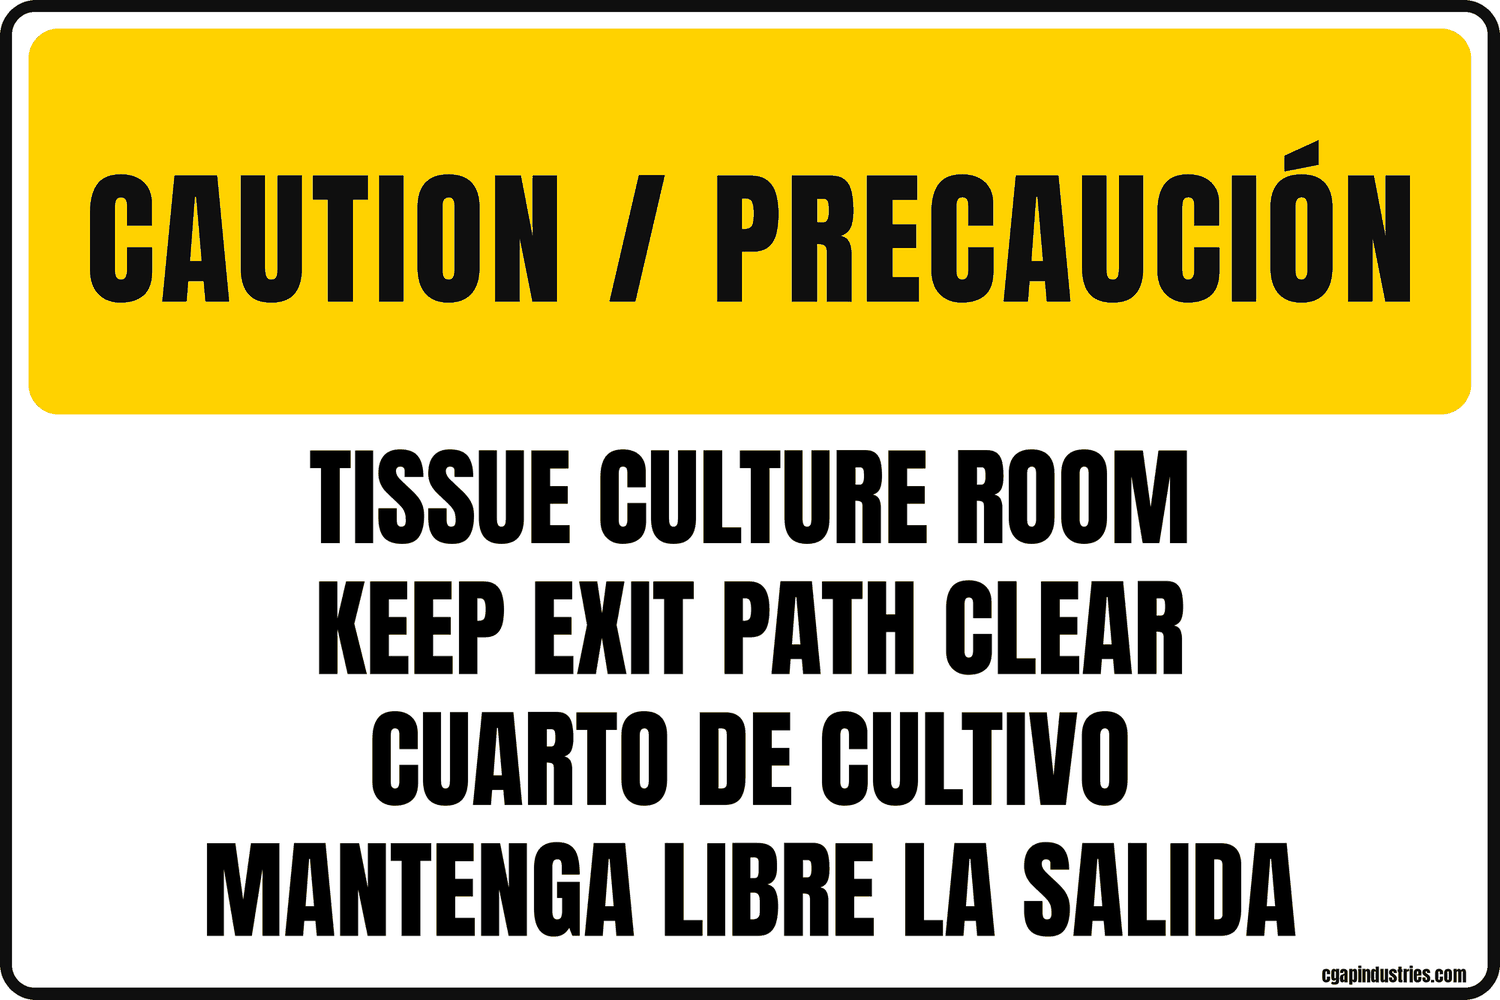 CAUTION / PRECAUCIÓN
TISSUE CULTURE ROOM
KEEP EXIT PATH CLEAR
CUARTO DE CULTIVO
MANTENGA LIBRE LA SALIDA
cgapindustries.com